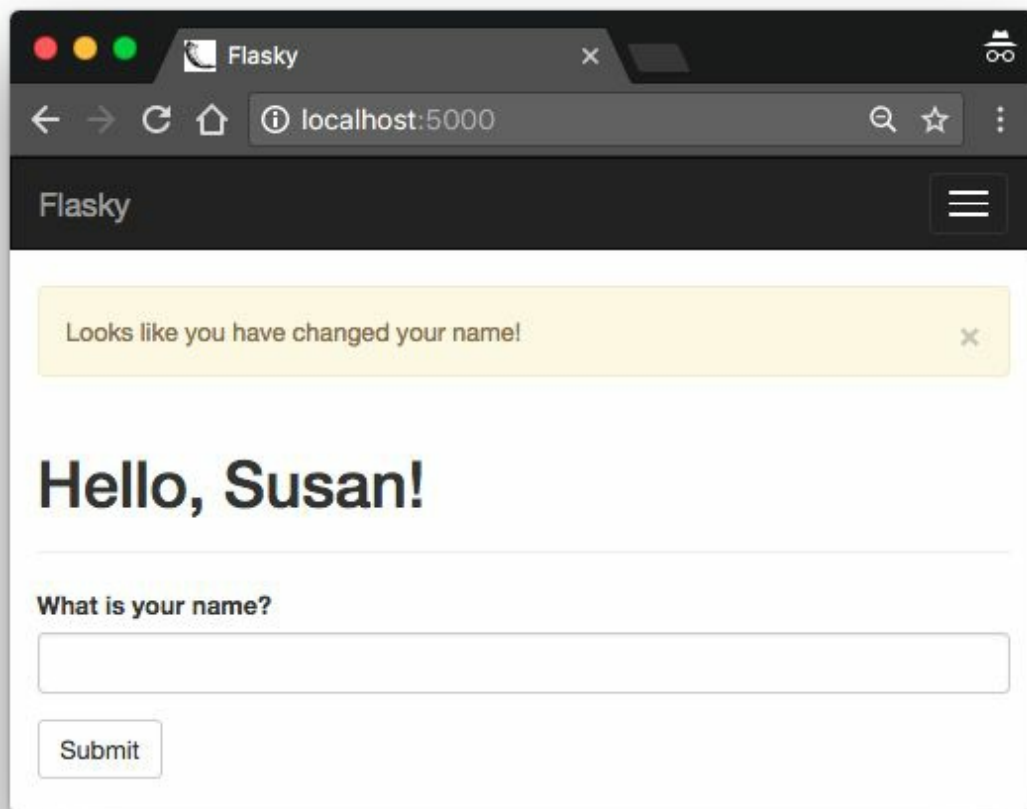 Flasky
localhost:5000
Flasky
Looks like you have changed your name!
Hello, Susan!
What is your name?
Submit